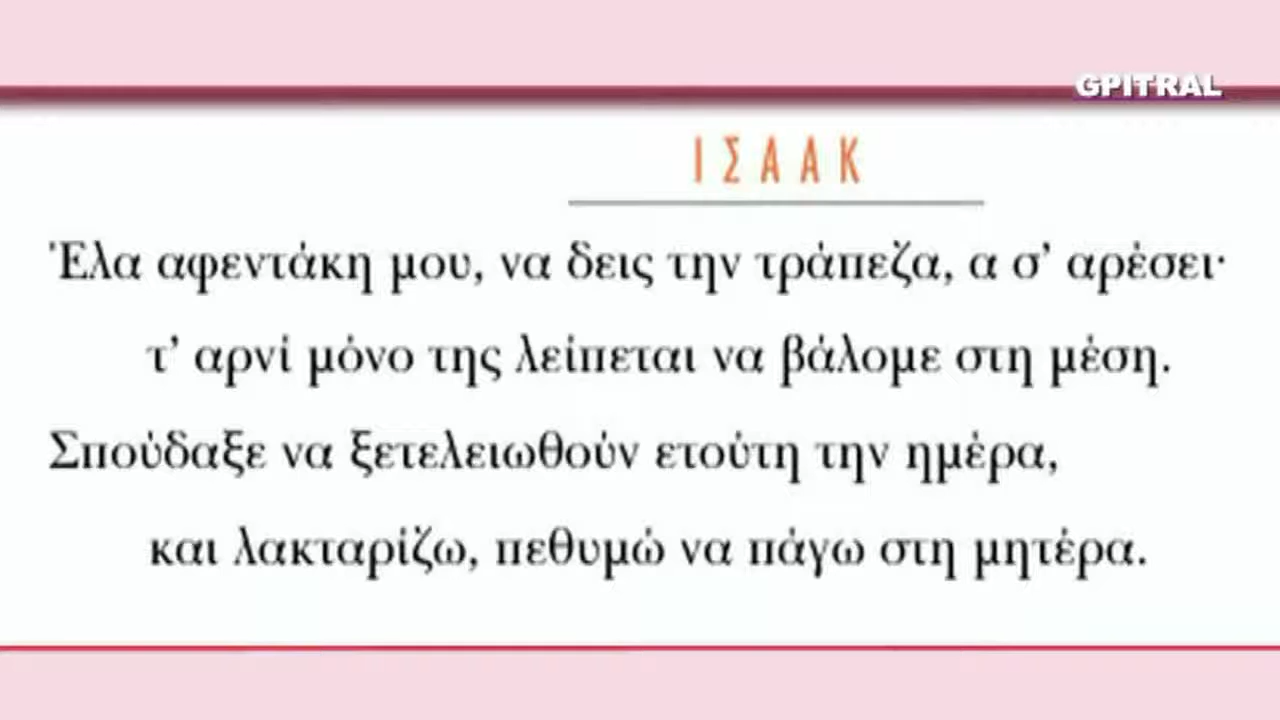 GPITRAL
ΙΣΑΑΚ
Έλα αφεντάκη μου, να δεις την τράπεζα, α σ’ αρέσει·
τ’ αρνί μόνο της λείπεται να βάλομε στη μέση.
Σπούδαξε να ξετελειωθούν ετούτη την ημέρα,
και λακταρίζω, πεθυμώ να πάγω στη μητέρα.